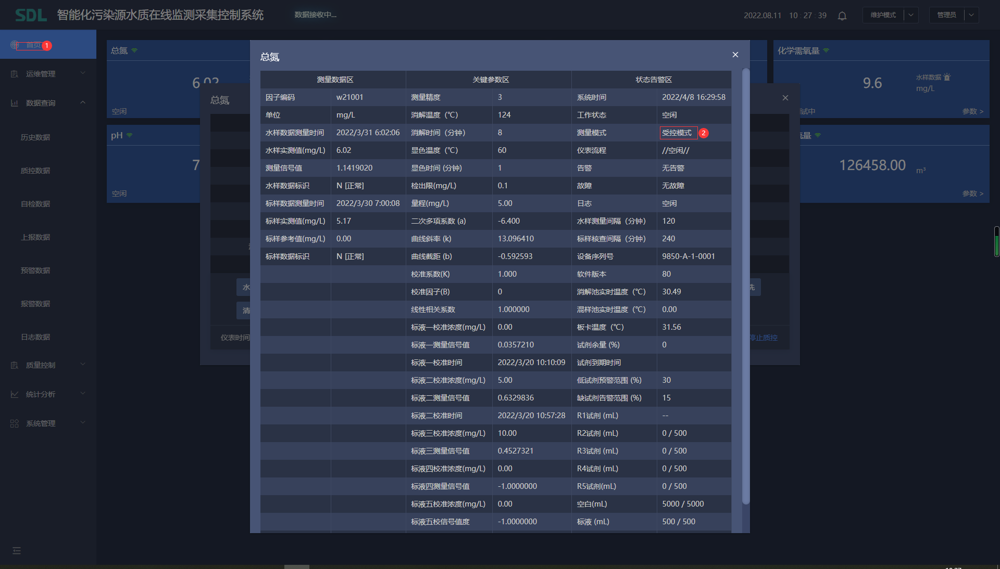 SDL 智能化污染源水质在线监测采集控制系统 数据接收中... 2022.08.11 10 : 27 : 39 维护模式 管理员
首页 1
运维管理
数据查询
历史数据
质控数据
自检数据
上报数据
预警数据
报警数据
日志数据
质量控制
统计分析
系统管理
总氮
6.02
空闲
pH
7
空闲
化学需氧量
9.6
水样数据
mg/L
试中
参数 >
流量
126458.00 m³
参数 >
总氮
水
清
仪表时间
洗
停止质控
总氮
测量数据区 关键参数区 状态告警区
因子编码 w21001 测量精度 3 系统时间 2022/4/8 16:29:58
单位 mg/L 消解温度（℃） 124 工作状态 空闲
水样数据测量时间 2022/3/31 6:02:06 消解时间（分钟） 8 测量模式 受控模式 2
水样实测值(mg/L) 6.02 显色温度（℃） 60 仪表流程 //空闲//
测量信号值 1.1419020 显色时间 (分钟) 1 告警 无告警
水样数据标识 N [正常] 检出限(mg/L) 0.1 故障 无故障
标样数据测量时间 2022/3/30 7:00:08 量程(mg/L) 5.00 日志 空闲
标样实测值(mg/L) 5.17 二次多项系数 (a) -6.400 水样测量间隔（分钟） 120
标样参考值(mg/L) 0.00 曲线斜率 (k) 13.096410 标样核查间隔（分钟） 240
标样数据标识 N [正常] 曲线截距 (b) -0.592593 设备序列号 9850-A-1-0001
校准系数(K) 1.000 软件版本 80
校准因子(B) 0 消解池实时温度（℃） 30.49
线性相关系数 1.000000 混样池实时温度（℃） 0.00
标液一校准浓度(mg/L) 0.00 板卡温度（℃） 31.56
标液一测量信号值 0.0357210 试剂余量 (%) 0
标液一校准时间 2022/3/20 10:10:09 试剂到期时间
标液二校准浓度(mg/L) 5.00 低试剂预警范围 (%) 30
标液二测量信号值 0.6329836 缺试剂告警范围 (%) 15
标液二校准时间 2022/3/20 10:57:28 R1试剂 (mL) --
标液三校准浓度(mg/L) 10.00 R2试剂 (mL) 0 / 500
标液三测量信号值 0.4527321 R3试剂 (mL) 0 / 500
标液四校准浓度(mg/L) 0.00 R4试剂 (mL) 0 / 500
标液四测量信号值 -1.0000000 R5试剂(mL) 0 / 500
标液五校准浓度(mg/L) 0.00 空白(mL) 5000 / 5000
标液五校信号值度 -1.0000000 标液 (mL) 500 / 500